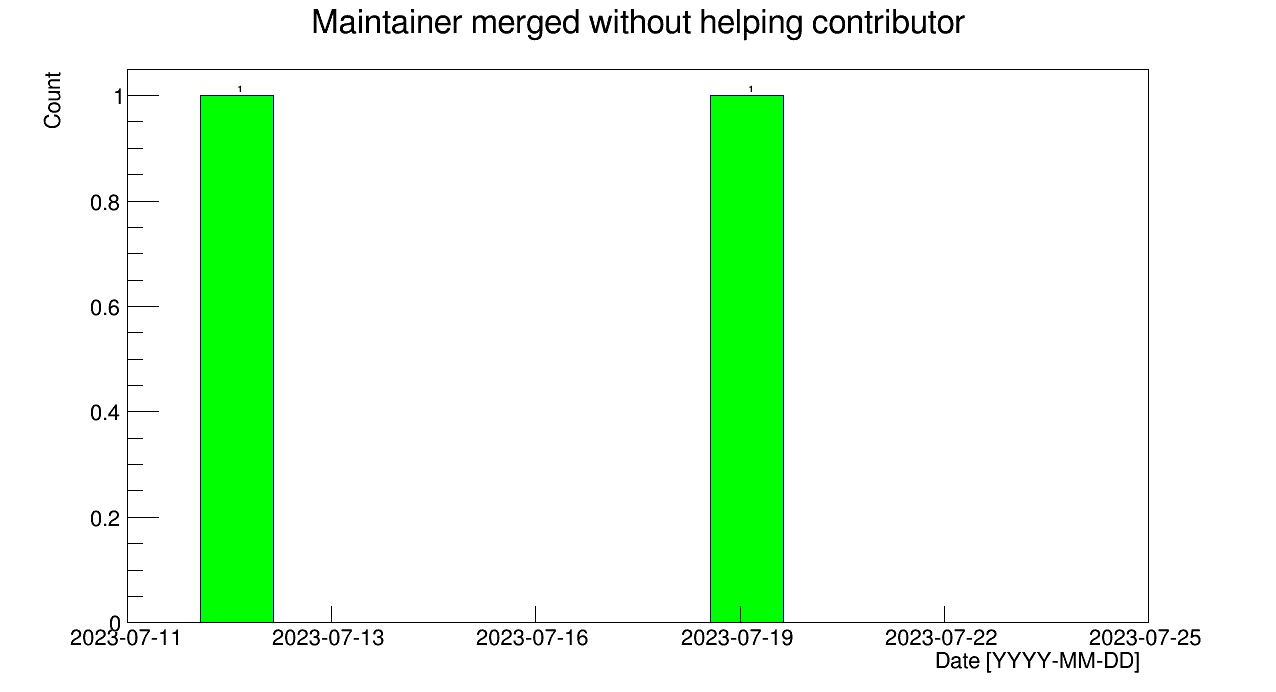 Maintainer merged without helping contributor
Count
1
1
1
0.8
0.6
0.4
0.2
0
2023-07-11 2023-07-13 2023-07-16 2023-07-19 2023-07-22 2023-07-25
Date [YYYY-MM-DD]